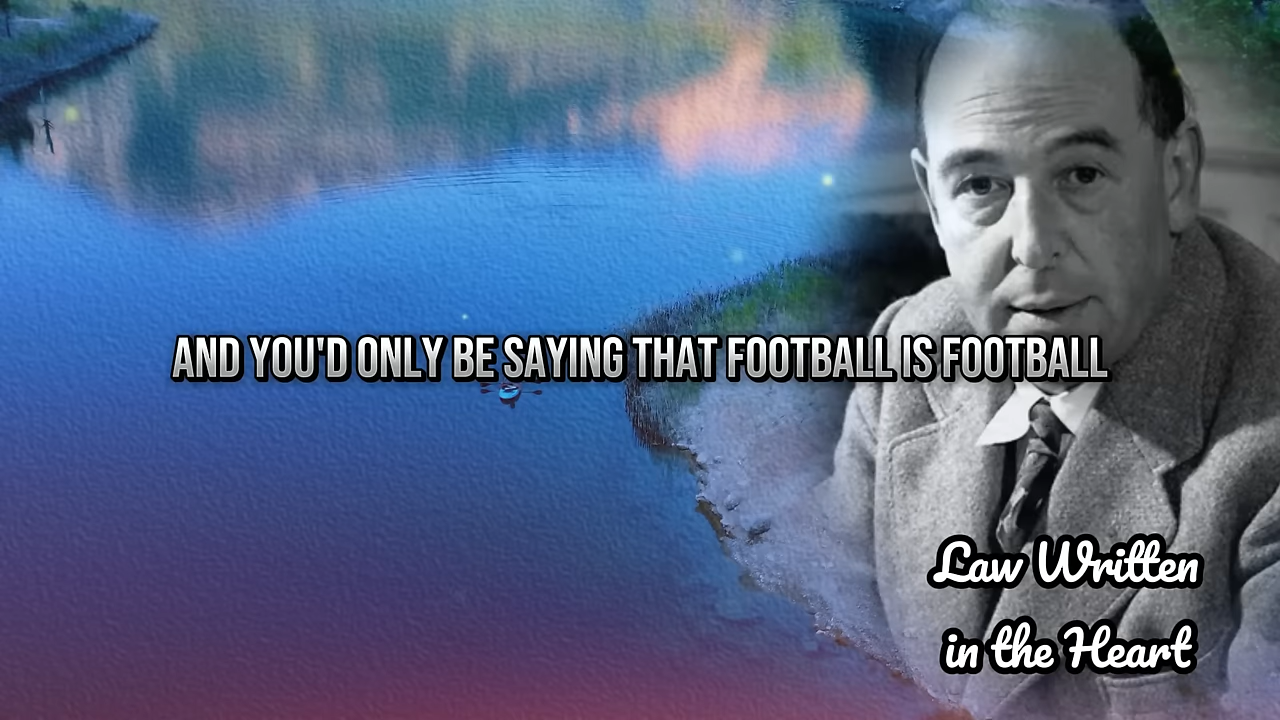 AND YOU'D ONLY BE SAYING THAT FOOTBALL IS FOOTBALL
Law Written
in the Heart